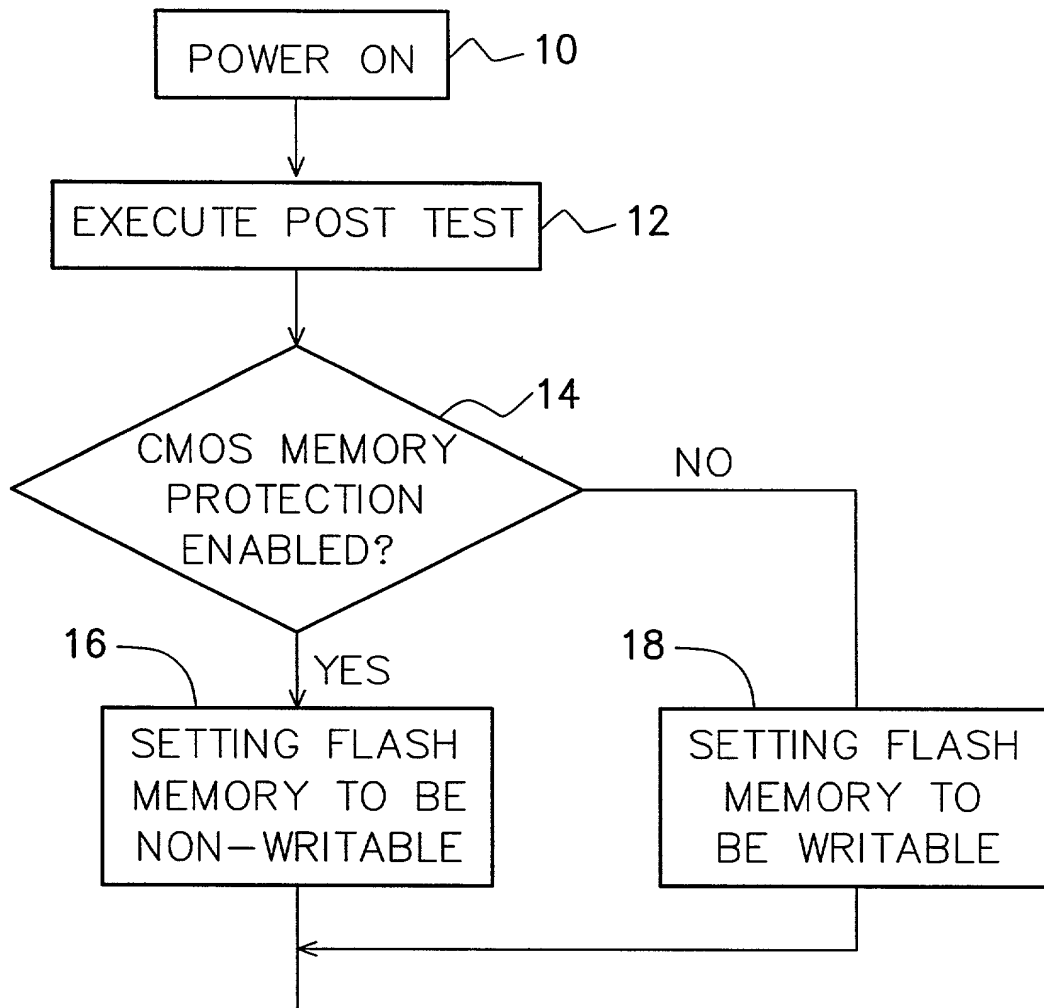 POWER ON
10
EXECUTE POST TEST
12
14
CMOS MEMORY
PROTECTION
ENABLED?
NO
YES
16
SETTING FLASH
MEMORY TO BE
NON-WRITABLE
18
SETTING FLASH
MEMORY TO
BE WRITABLE